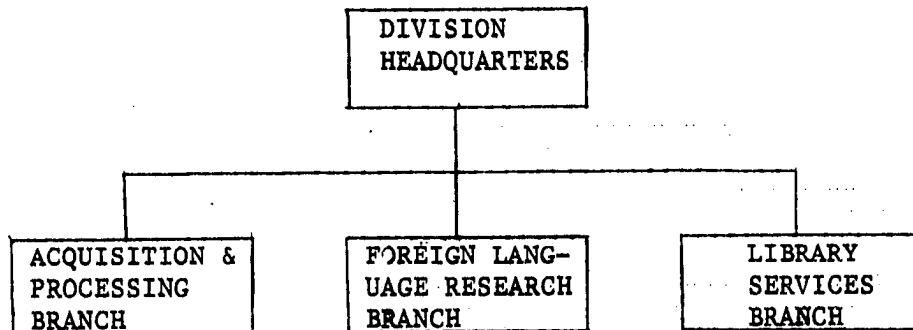 DIVISION
HEADQUARTERS
ACQUISITION &
PROCESSING
BRANCH
FOREIGN LANG-
UAGE RESEARCH
BRANCH
LIBRARY
SERVICES
BRANCH